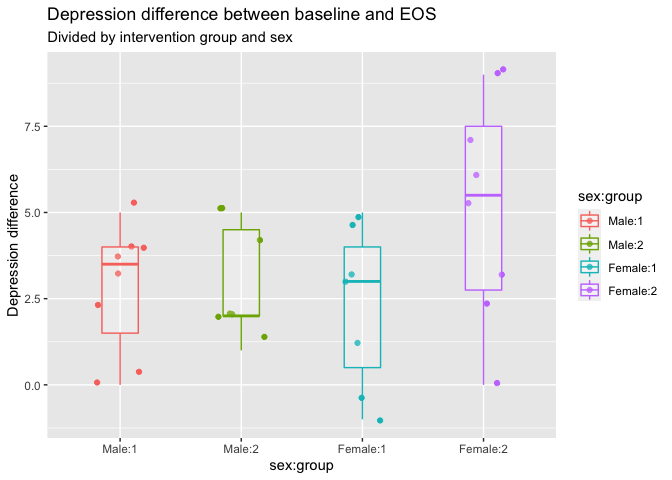 Depression difference between baseline and EOS
Divided by intervention group and sex
Depression difference
7.5
5.0
2.5
0.0
Male:1
Male:2
Female:1
Female:2
sex:group
sex:group
Male:1
Male:2
Female:1
Female:2